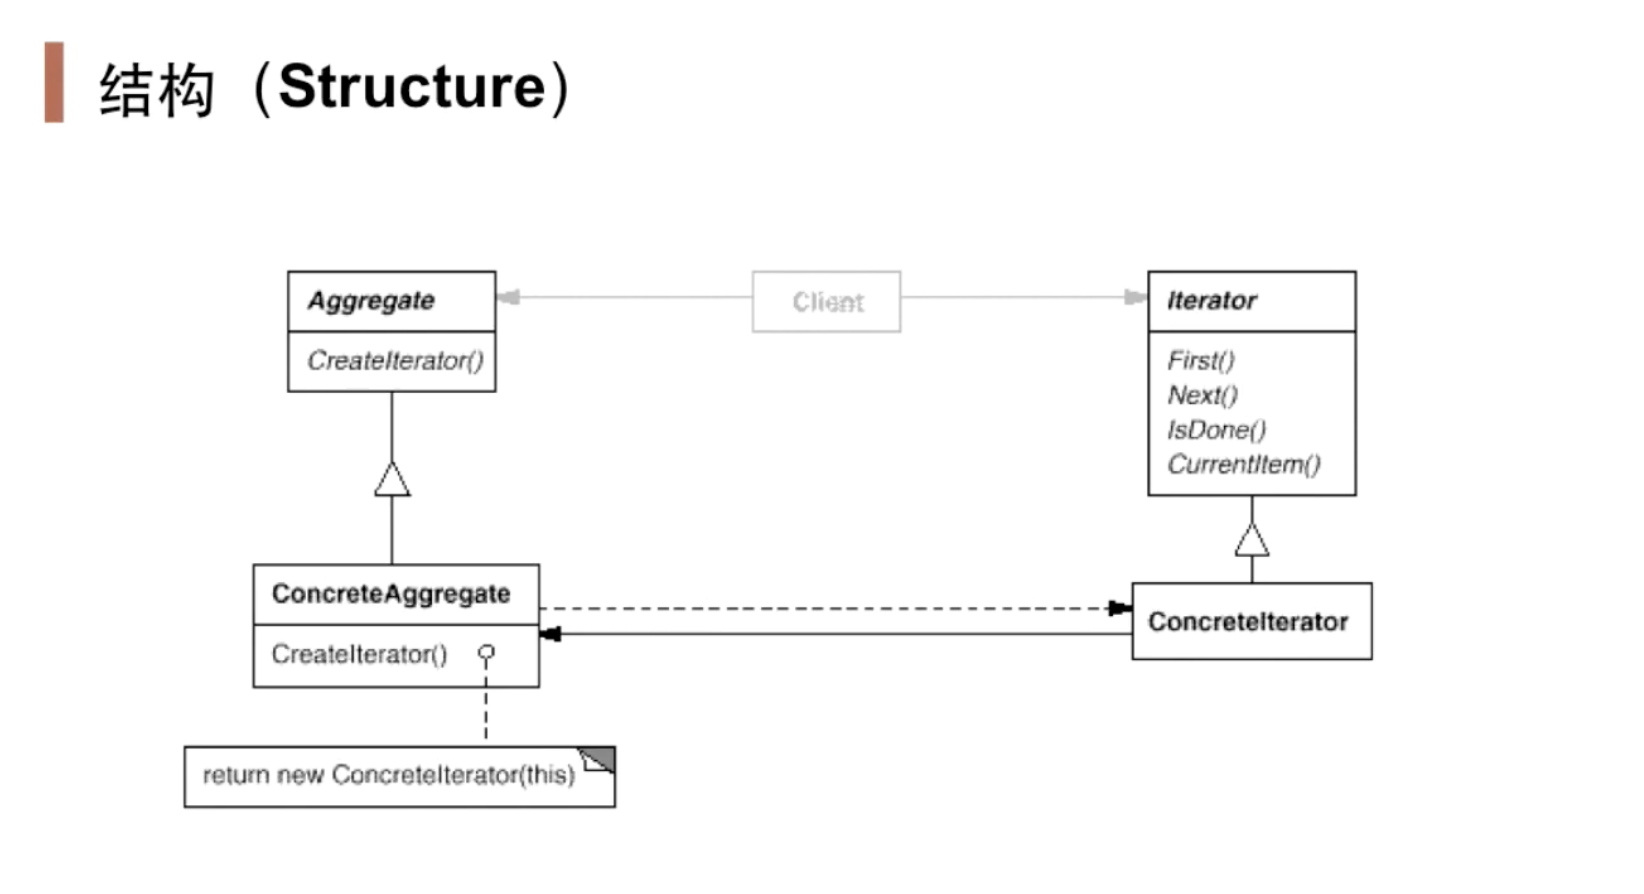 结构（Structure）
Aggregate
CreateIterator()
Client
Iterator
First()
Next()
IsDone()
CurrentItem()
ConcreteAggregate
CreateIterator()
ConcreteIterator
return new ConcreteIterator(this)